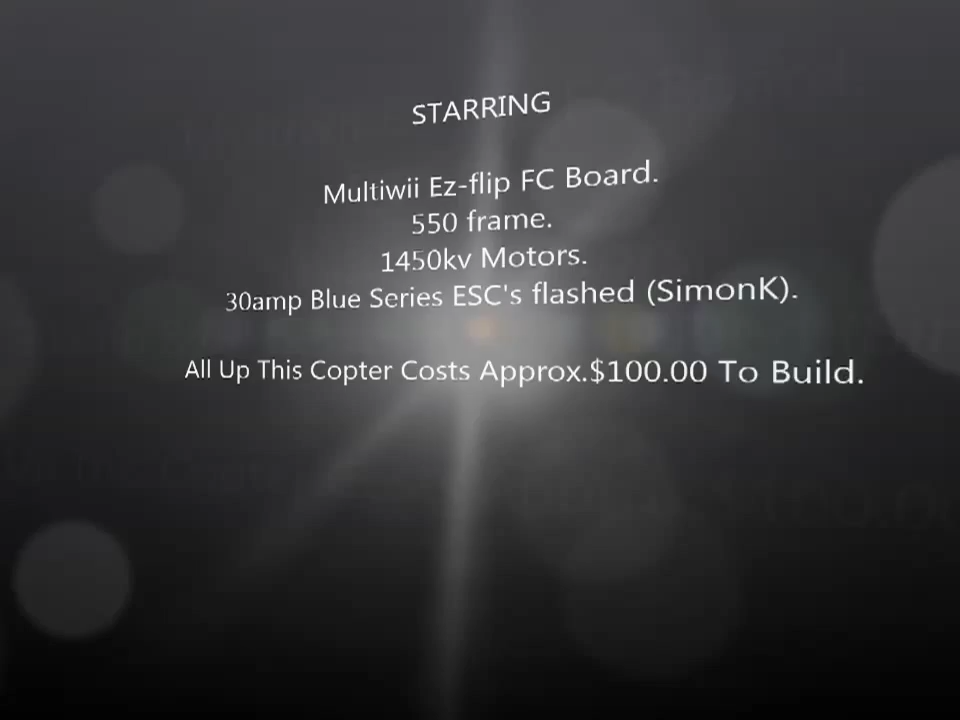 STARRING
Multiwii Ez-flip FC Board.
550 frame.
1450kv Motors.
30amp Blue Series ESC's flashed (SimonK).
All Up This Copter Costs Approx.$100.00 To Build.